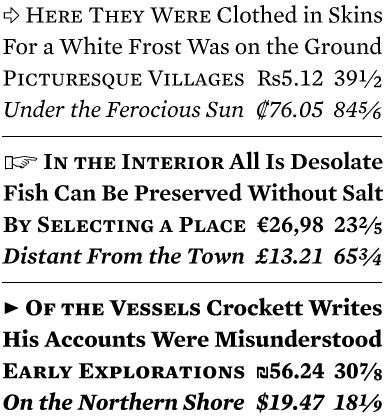 ➩ Here They Were Clothed in Skins
For a White Frost Was on the Ground
Picturesque Villages Rs5.12 39½
Under the Ferocious Sun ₡76.05 84⅚
☞ In the Interior All Is Desolate
Fish Can Be Preserved Without Salt
By Selecting a Place €26,98 23⅖
Distant From the Town £13.21 65¾
► Of the Vessels Crockett Writes
His Accounts Were Misunderstood
Early Explorations ₪56.24 30⅞
On the Northern Shore $19.47 18⅑